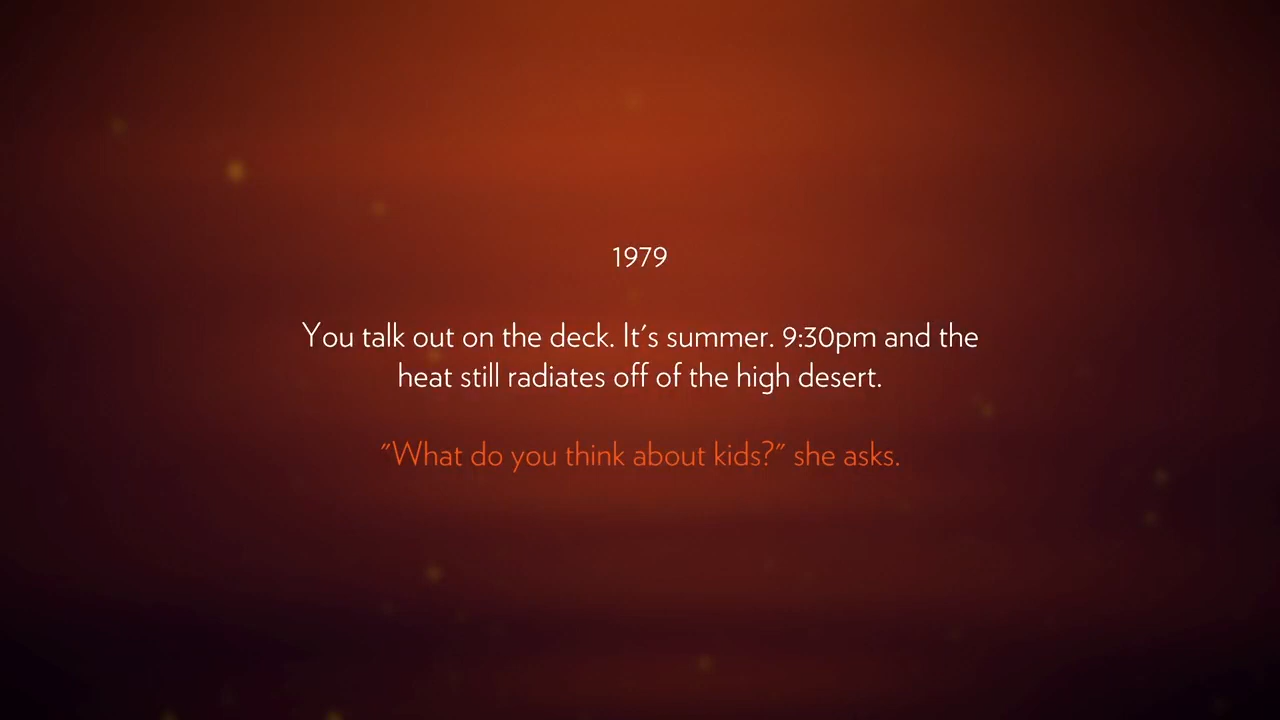 1979
You talk out on the deck. It's summer. 9:30pm and the
heat still radiates off of the high desert.
"What do you think about kids?" she asks.